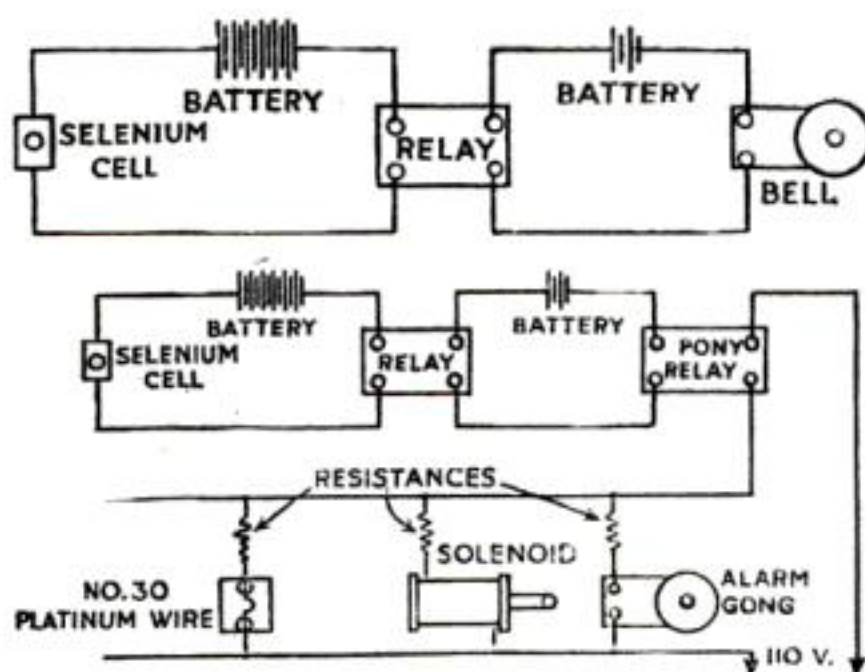 BATTERY
BATTERY
SELENIUM
CELL
RELAY
BELL
BATTERY
BATTERY
SELENIUM
CELL
RELAY
PONY
RELAY
RESISTANCES
SOLENOID
NO.30
PLATINUM WIRE
ALARM
GONG
110 V.